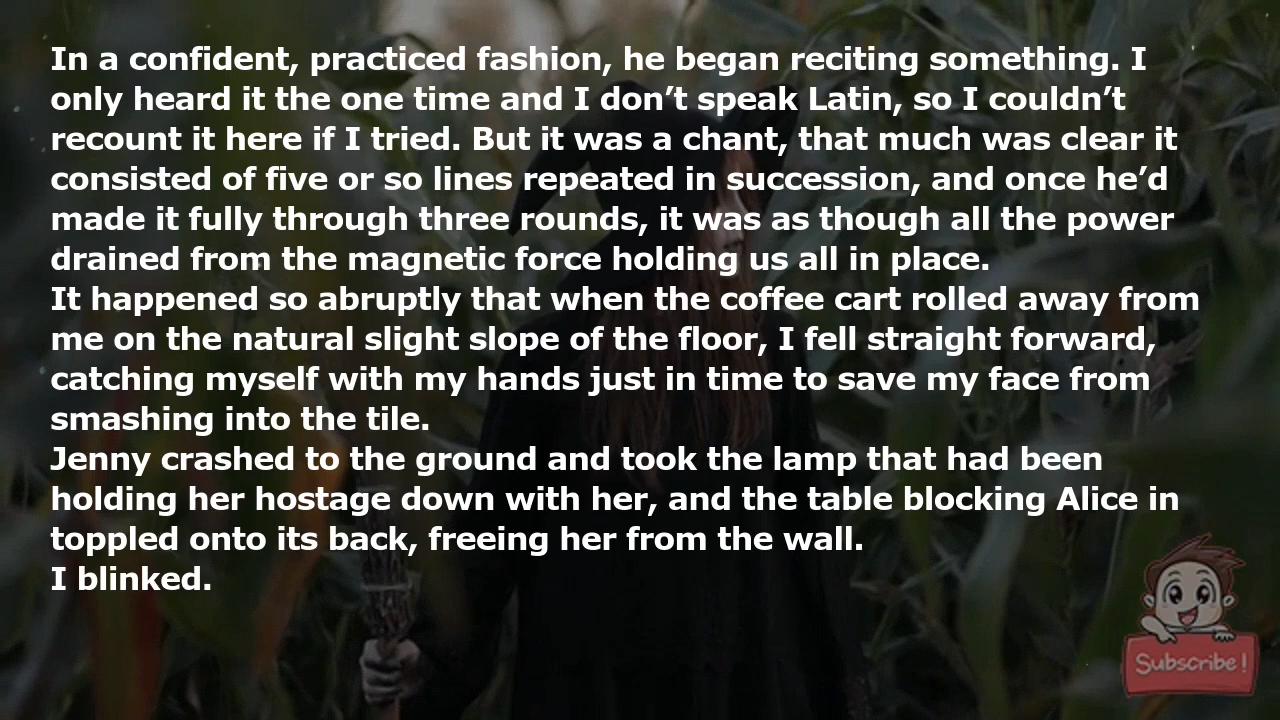 In a confident, practiced fashion, he began reciting something. I
only heard it the one time and I don’t speak Latin, so I couldn’t
recount it here if I tried. But it was a chant, that much was clear it
consisted of five or so lines repeated in succession, and once he’d
made it fully through three rounds, it was as though all the power
drained from the magnetic force holding us all in place.
It happened so abruptly that when the coffee cart rolled away from
me on the natural slight slope of the floor, I fell straight forward,
catching myself with my hands just in time to save my face from
smashing into the tile.
Jenny crashed to the ground and took the lamp that had been
holding her hostage down with her, and the table blocking Alice in
toppled onto its back, freeing her from the wall.
I blinked.
Subscribe!